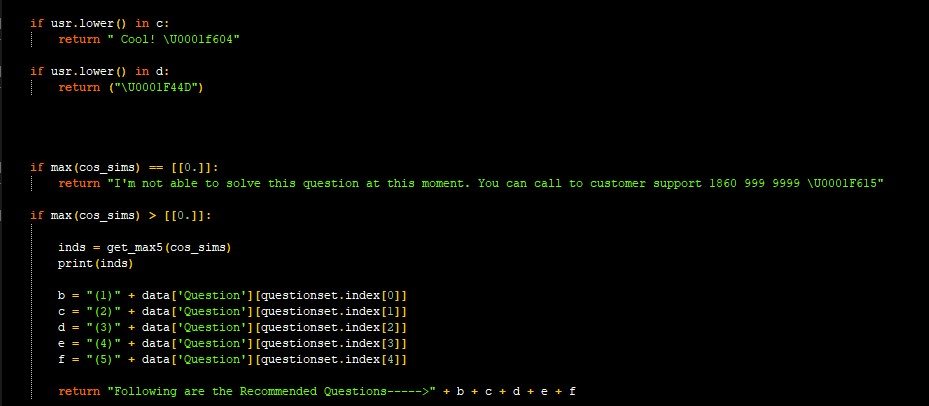 if usr.lower() in c:
    return " Cool! \U0001f604"
if usr.lower() in d:
    return ("\U0001F44D")
if max(cos_sims) == [[0.]]:
    return "I'm not able to solve this question at this moment. You can call to customer support 1860 999 9999 \U0001F615"
if max(cos_sims) > [[0.]]:
    inds = get_max5(cos_sims)
    print(inds)
    b = "(1)" + data['Question'][questionset.index[0]]
    c = "(2)" + data['Question'][questionset.index[1]]
    d = "(3)" + data['Question'][questionset.index[2]]
    e = "(4)" + data['Question'][questionset.index[3]]
    f = "(5)" + data['Question'][questionset.index[4]]
    return "Following are the Recommended Questions----->" + b + c + d + e + f